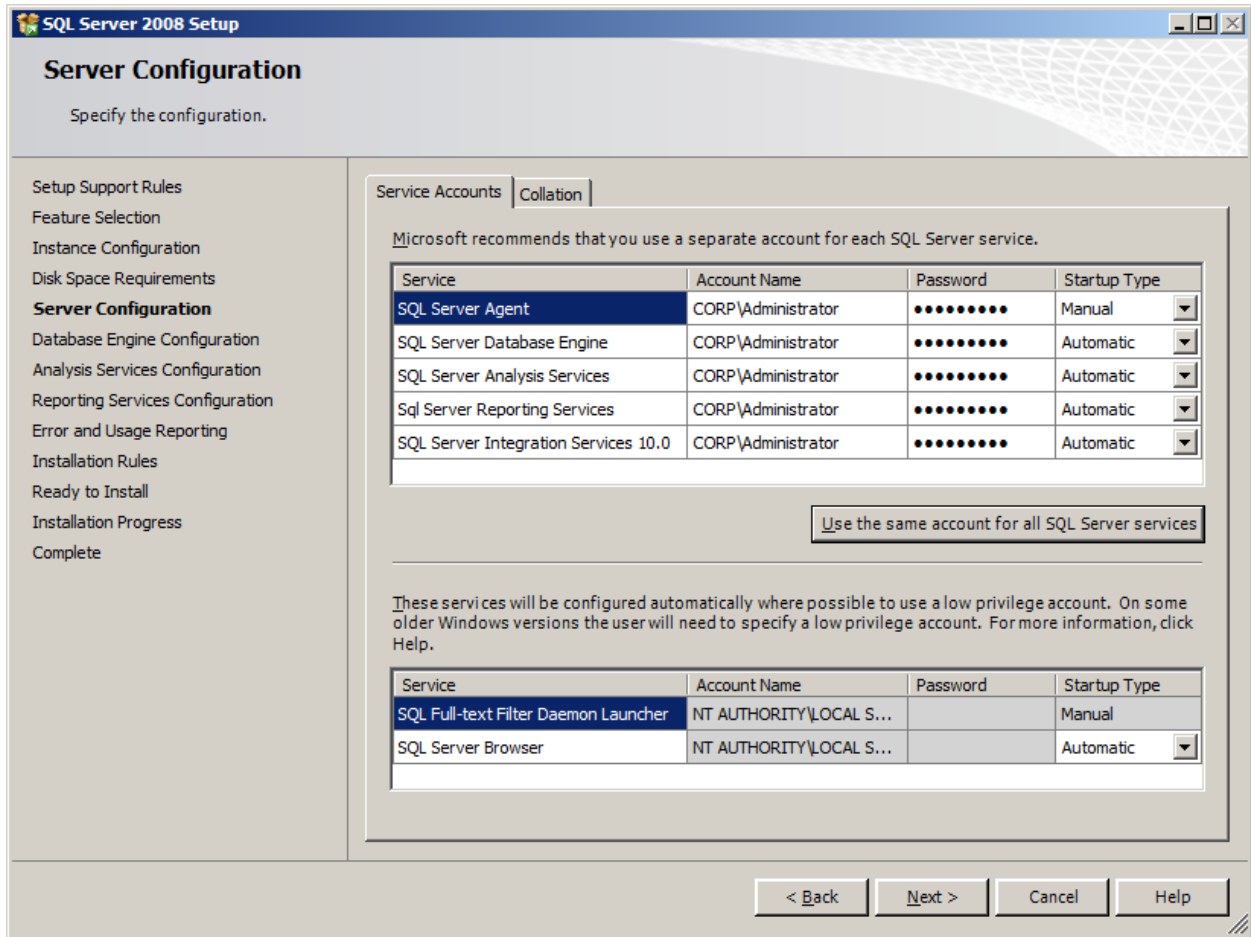 SQL Server 2008 Setup
Server Configuration
Specify the configuration.
Setup Support Rules
Feature Selection
Instance Configuration
Disk Space Requirements
Server Configuration
Database Engine Configuration
Analysis Services Configuration
Reporting Services Configuration
Error and Usage Reporting
Installation Rules
Ready to Install
Installation Progress
Complete
Service Accounts Collation
Microsoft recommends that you use a separate account for each SQL Server service.
Service Account Name Password Startup Type
SQL Server Agent CORP\Administrator ●●●●●●●●● Manual
SQL Server Database Engine CORP\Administrator ●●●●●●●●● Automatic
SQL Server Analysis Services CORP\Administrator ●●●●●●●●● Automatic
Sql Server Reporting Services CORP\Administrator ●●●●●●●●● Automatic
SQL Server Integration Services 10.0 CORP\Administrator ●●●●●●●●● Automatic
Use the same account for all SQL Server services
These services will be configured automatically where possible to use a low privilege account. On some
older Windows versions the user will need to specify a low privilege account. For more information, click
Help.
Service Account Name Password Startup Type
SQL Full-text Filter Daemon Launcher NT AUTHORITY\LOCAL S... Manual
SQL Server Browser NT AUTHORITY\LOCAL S... Automatic
< Back Next > Cancel Help